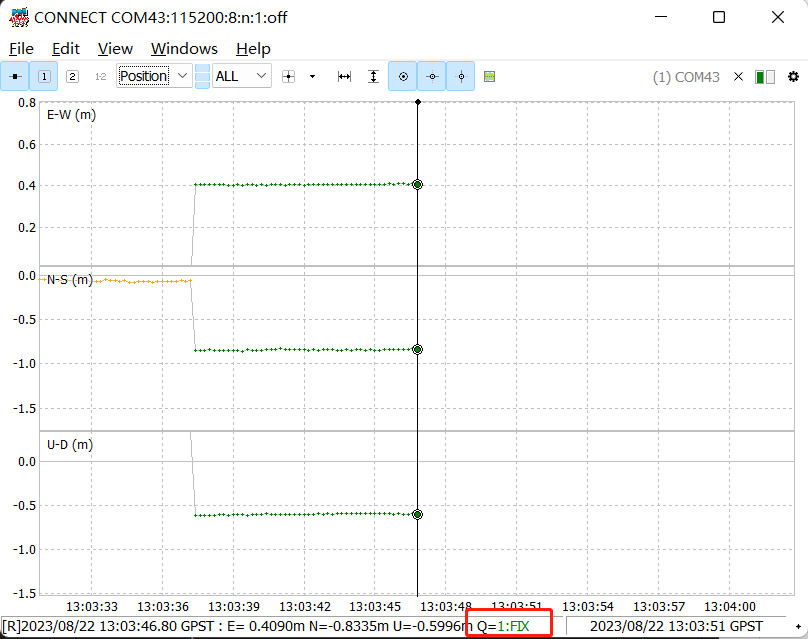 CONNECT COM43:115200:8:n:1:off
File Edit View Windows Help
1 2 1-2 Position ALL (1) COM43
E-W (m)
0.8
0.6
0.4
0.2
N-S (m)
0.0
-0.5
-1.0
-1.5
U-D (m)
0.0
-0.5
-1.0
-1.5
13:03:33 13:03:36 13:03:39 13:03:42 13:03:45 13:03:48 13:03:51 13:03:54 13:03:57 13:04:00
[R]2023/08/22 13:03:46.80 GPST : E= 0.4090m N=-0.8335m U=-0.5996m Q=1:FIX 2023/08/22 13:03:51 GPST